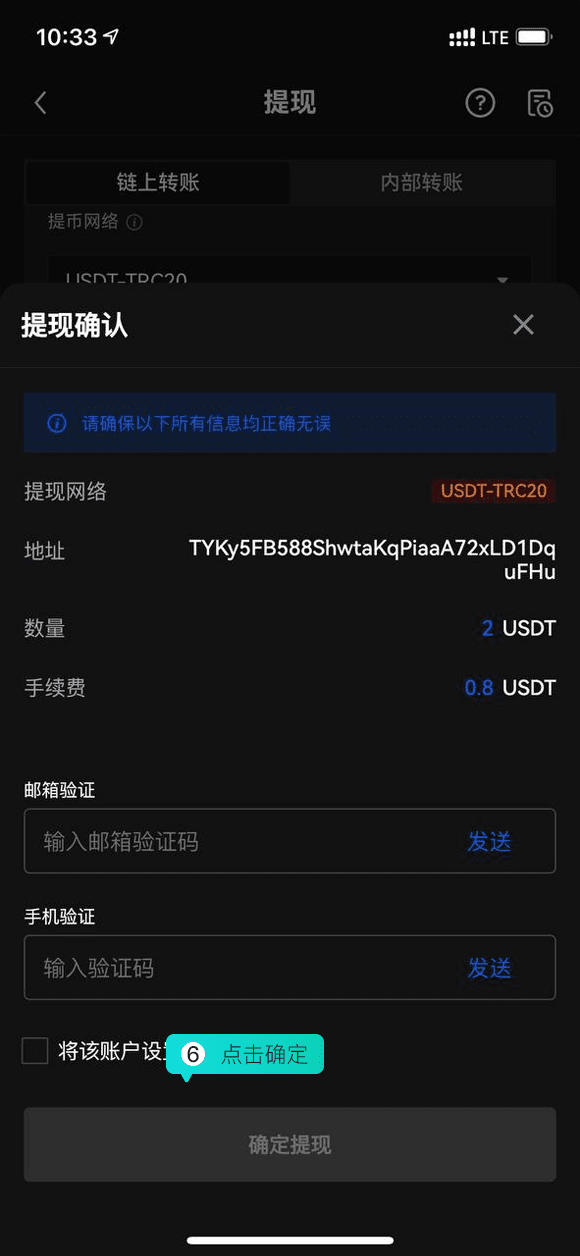 10:33
LTE
提现
链上转账
内部转账
提币网络
USDT-TRC20
提现确认
请确保以下所有信息均正确无误
提现网络
USDT-TRC20
地址
TYKy5FB588ShwtaKqPiaaA72xLD1Dq
uFHu
数量
2 USDT
手续费
0.8 USDT
邮箱验证
输入邮箱验证码
发送
手机验证
输入验证码
发送
将该账户设
6 点击确定
确定提现